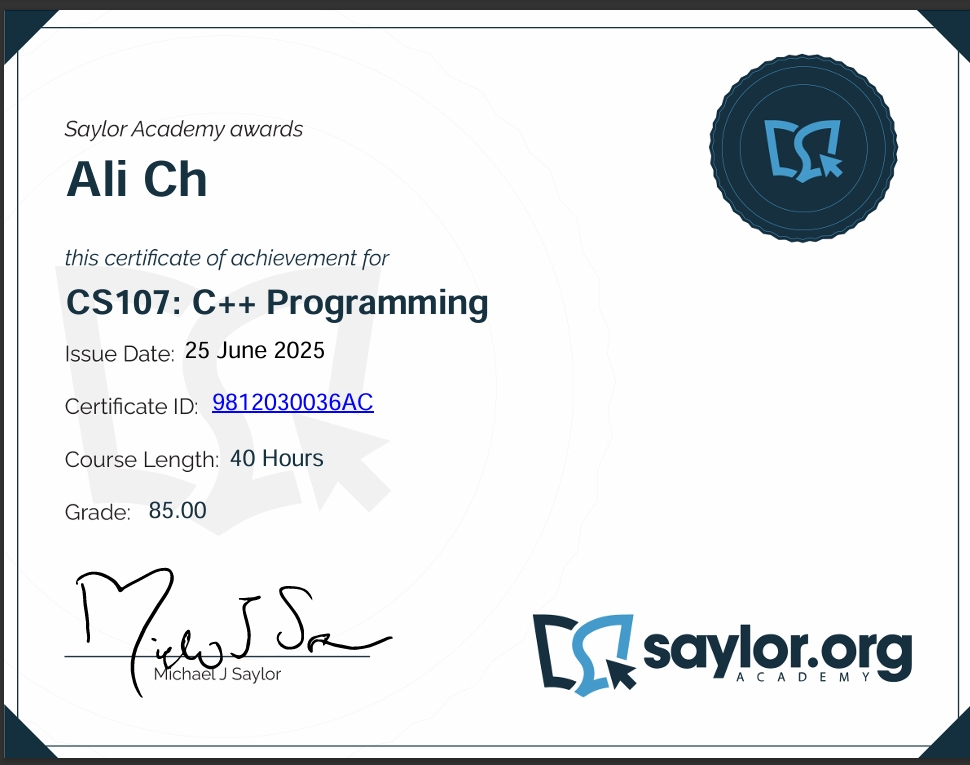 Saylor Academy awards
Ali Ch
this certificate of achievement for
CS107: C++ Programming
Issue Date: 25 June 2025
Certificate ID: 9812030036AC
Course Length: 40 Hours
Grade: 85.00
Michael J Saylor
saylor.org
ACADEMY